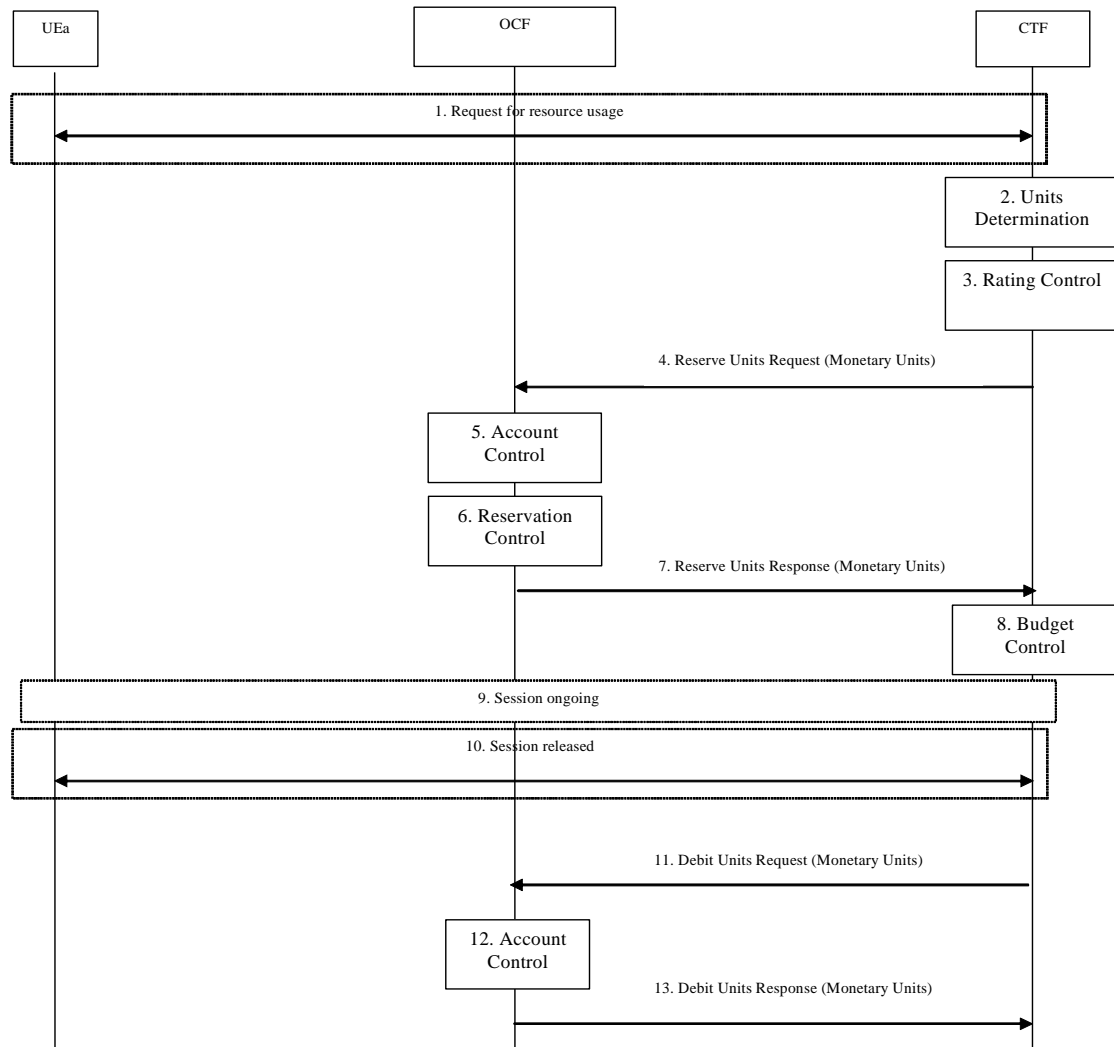 UEa
OCF
CTF
1. Request for resource usage
2. Units
Determination
3. Rating Control
4. Reserve Units Request (Monetary Units)
5. Account
Control
6. Reservation
Control
7. Reserve Units Response (Monetary Units)
8. Budget
Control
9. Session ongoing
10. Session released
11. Debit Units Request (Monetary Units)
12. Account
Control
13. Debit Units Response (Monetary Units)